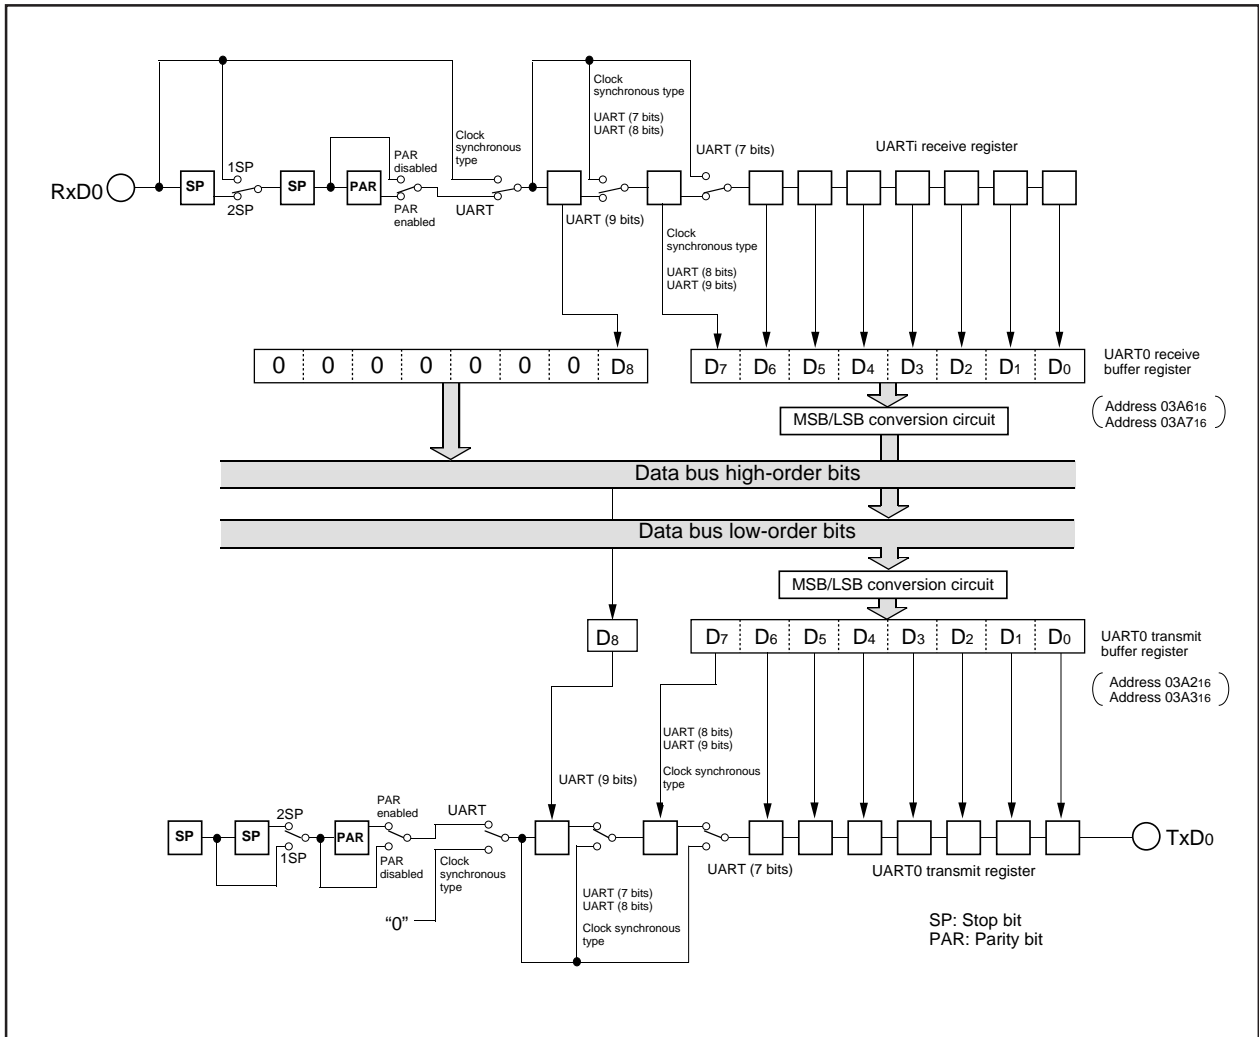 Clock
synchronous type
UART (7 bits)
UART (8 bits)
Clock
synchronous
type
UART (7 bits)
UARTi receive register
PAR
disabled
1SP
RxD0
SP
SP
PAR
2SP
PAR
enabled
UART
UART (9 bits)
Clock
synchronous type
UART (8 bits)
UART (9 bits)
0 0 0 0 0 0 0 D8
D7 D6 D5 D4 D3 D2 D1 D0
UART0 receive
buffer register
Address 03A616
Address 03A716
MSB/LSB conversion circuit
Data bus high-order bits
Data bus low-order bits
MSB/LSB conversion circuit
D8
D7 D6 D5 D4 D3 D2 D1 D0
UART0 transmit
buffer register
Address 03A216
Address 03A316
UART (8 bits)
UART (9 bits)
Clock synchronous
type
UART (9 bits)
PAR
enabled
2SP
UART
SP
SP
PAR
TxD0
1SP
PAR
disabled
Clock
synchronous
type
UART (7 bits)
UART0 transmit register
UART (7 bits)
UART (8 bits)
Clock synchronous
type
“0”
SP: Stop bit
PAR: Parity bit